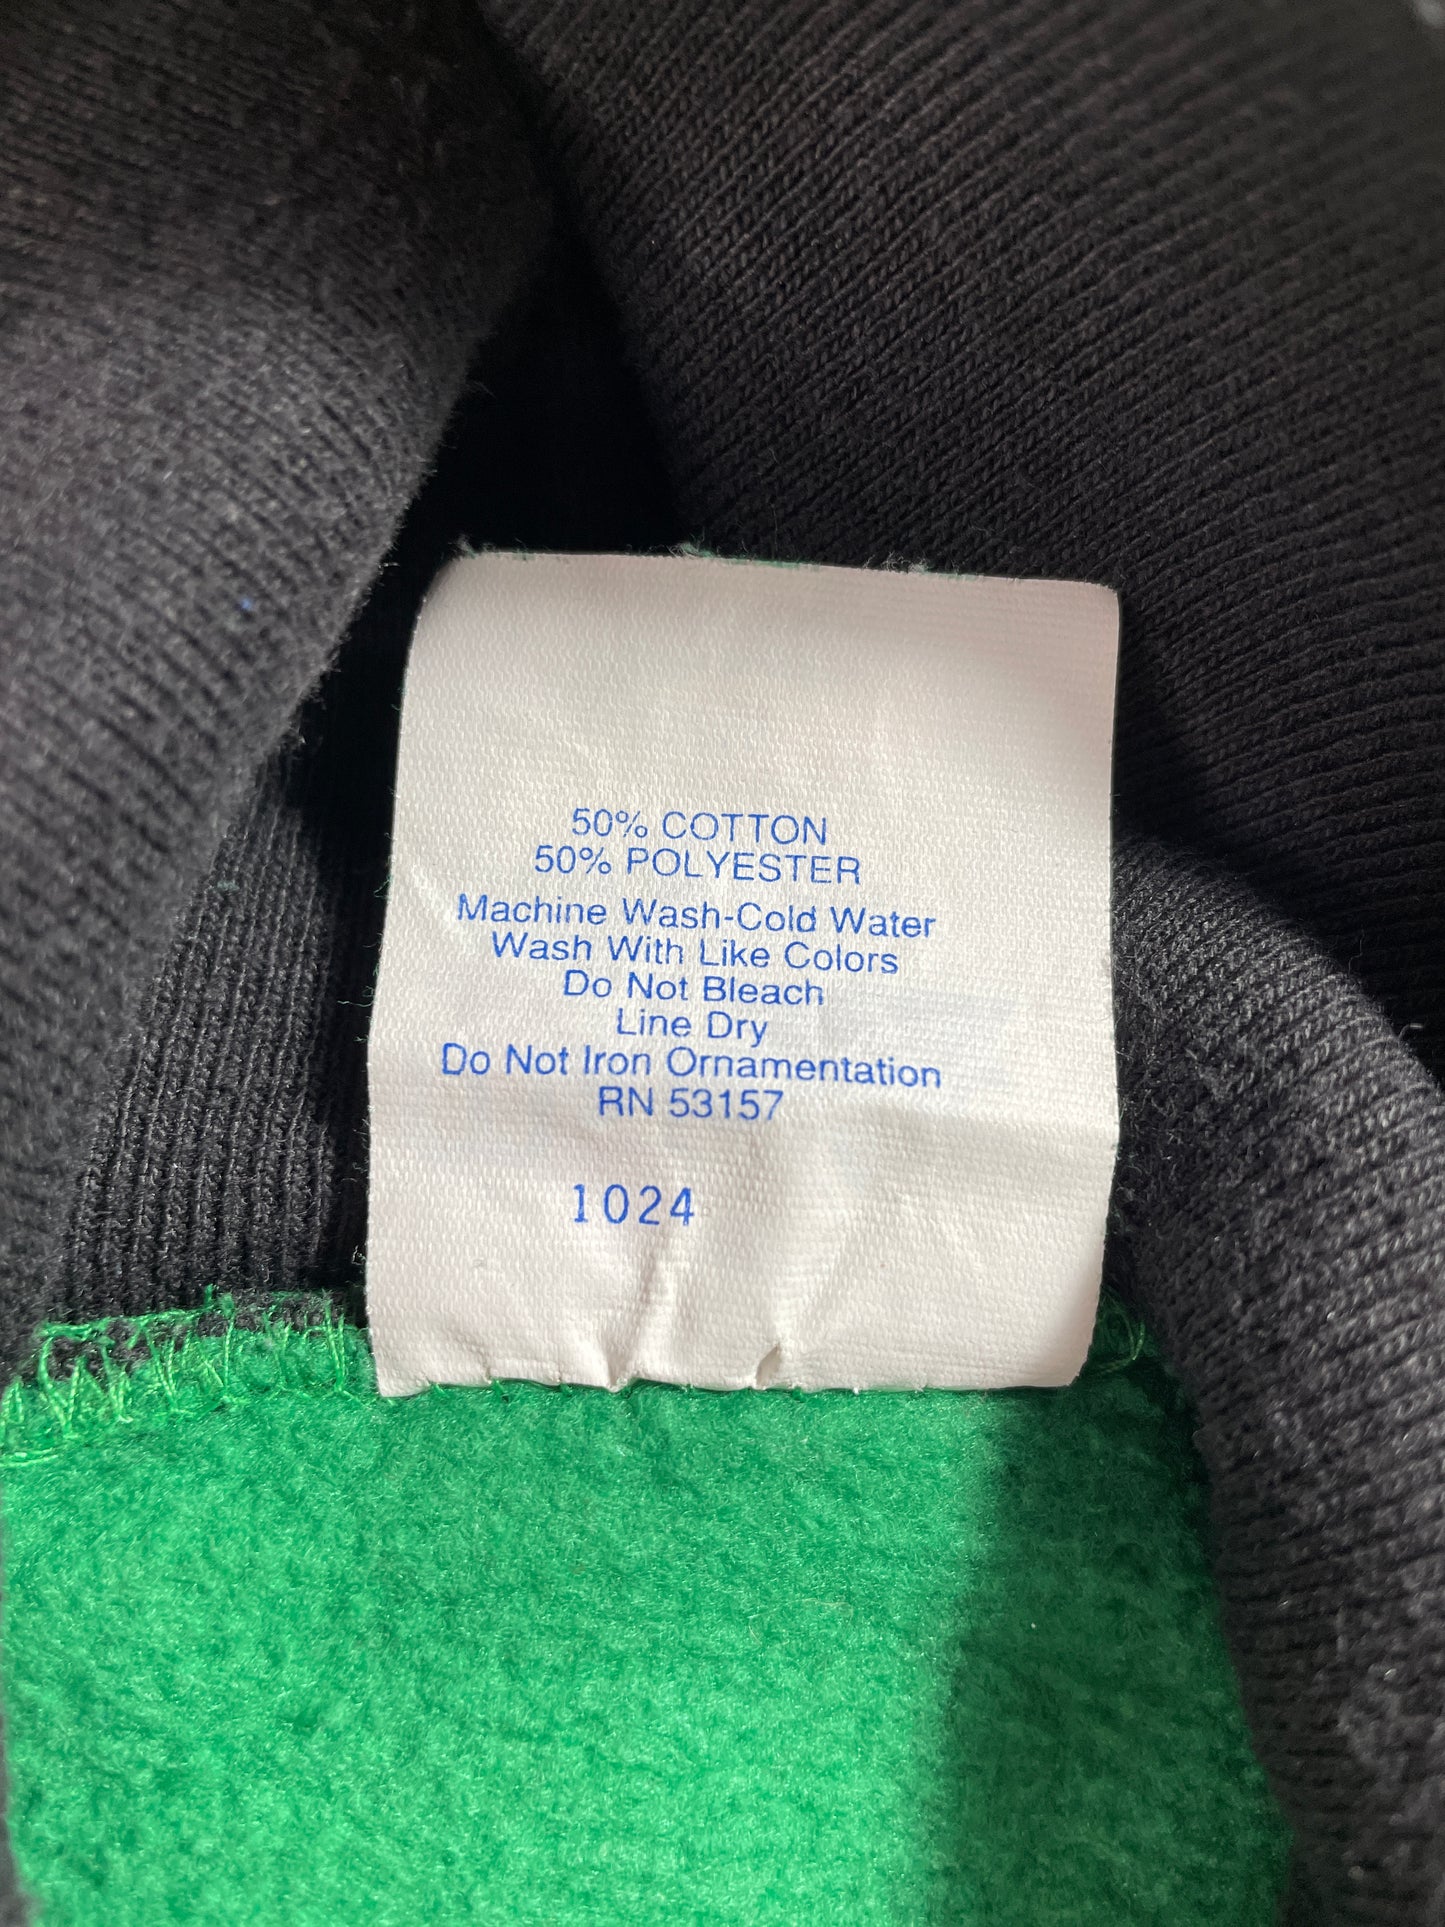 50% COTTON
50% POLYESTER
Machine Wash-Cold Water
Wash With Like Colors
Do Not Bleach
Line Dry
Do Not Iron Ornamentation
RN 53157
1024